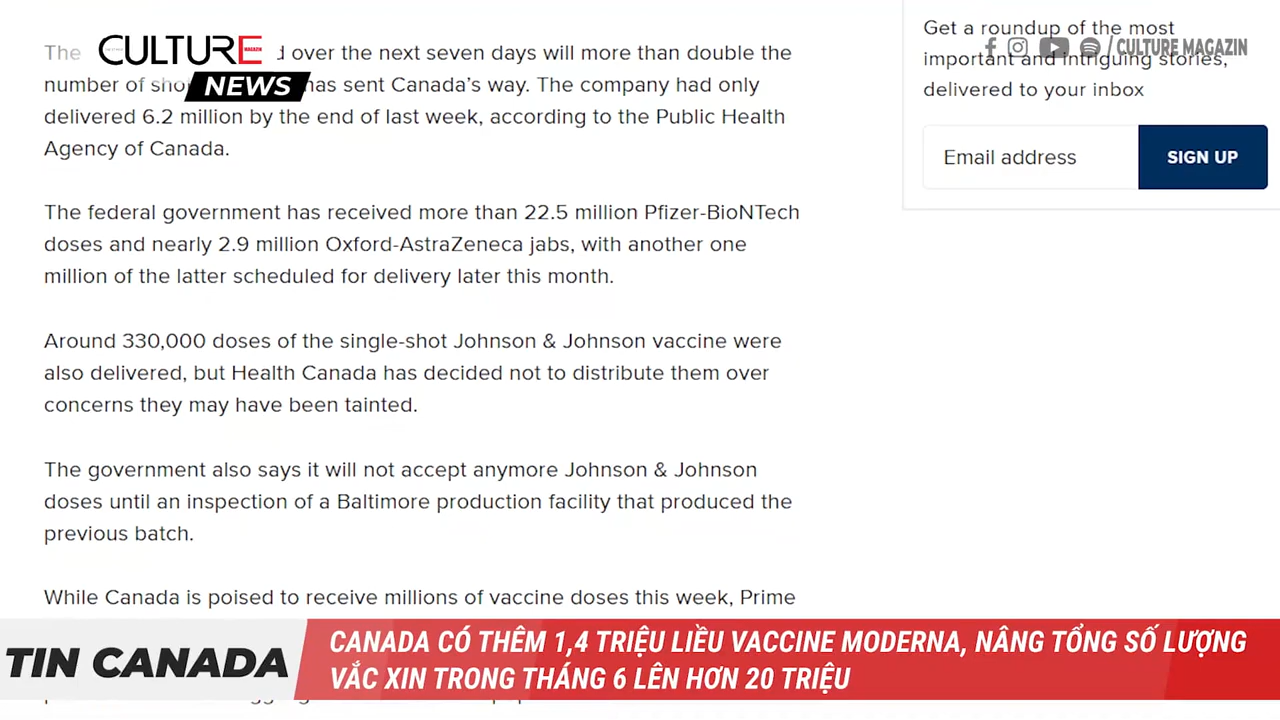 CULTURE
MAGAZIN
NEWS
The
over the next seven days will more than double the
number of
has sent Canada’s way. The company had only
delivered 6.2 million by the end of last week, according to the Public Health
Agency of Canada.
The federal government has received more than 22.5 million Pfizer-BioNTech
doses and nearly 2.9 million Oxford-AstraZeneca jabs, with another one
million of the latter scheduled for delivery later this month.
Around 330,000 doses of the single-shot Johnson & Johnson vaccine were
also delivered, but Health Canada has decided not to distribute them over
concerns they may have been tainted.
The government also says it will not accept anymore Johnson & Johnson
doses until an inspection of a Baltimore production facility that produced the
previous batch.
While Canada is poised to receive millions of vaccine doses this week, Prime
Get a roundup of the most
important and intriguing stories,
delivered to your inbox
/CULTURE MAGAZIN
Email address
SIGN UP
TIN CANADA
CANADA CÓ THÊM 1,4 TRIỆU LIỀU VACCINE MODERNA, NÂNG TỔNG SỐ LƯỢNG
VẮC XIN TRONG THÁNG 6 LÊN HƠN 20 TRIỆU